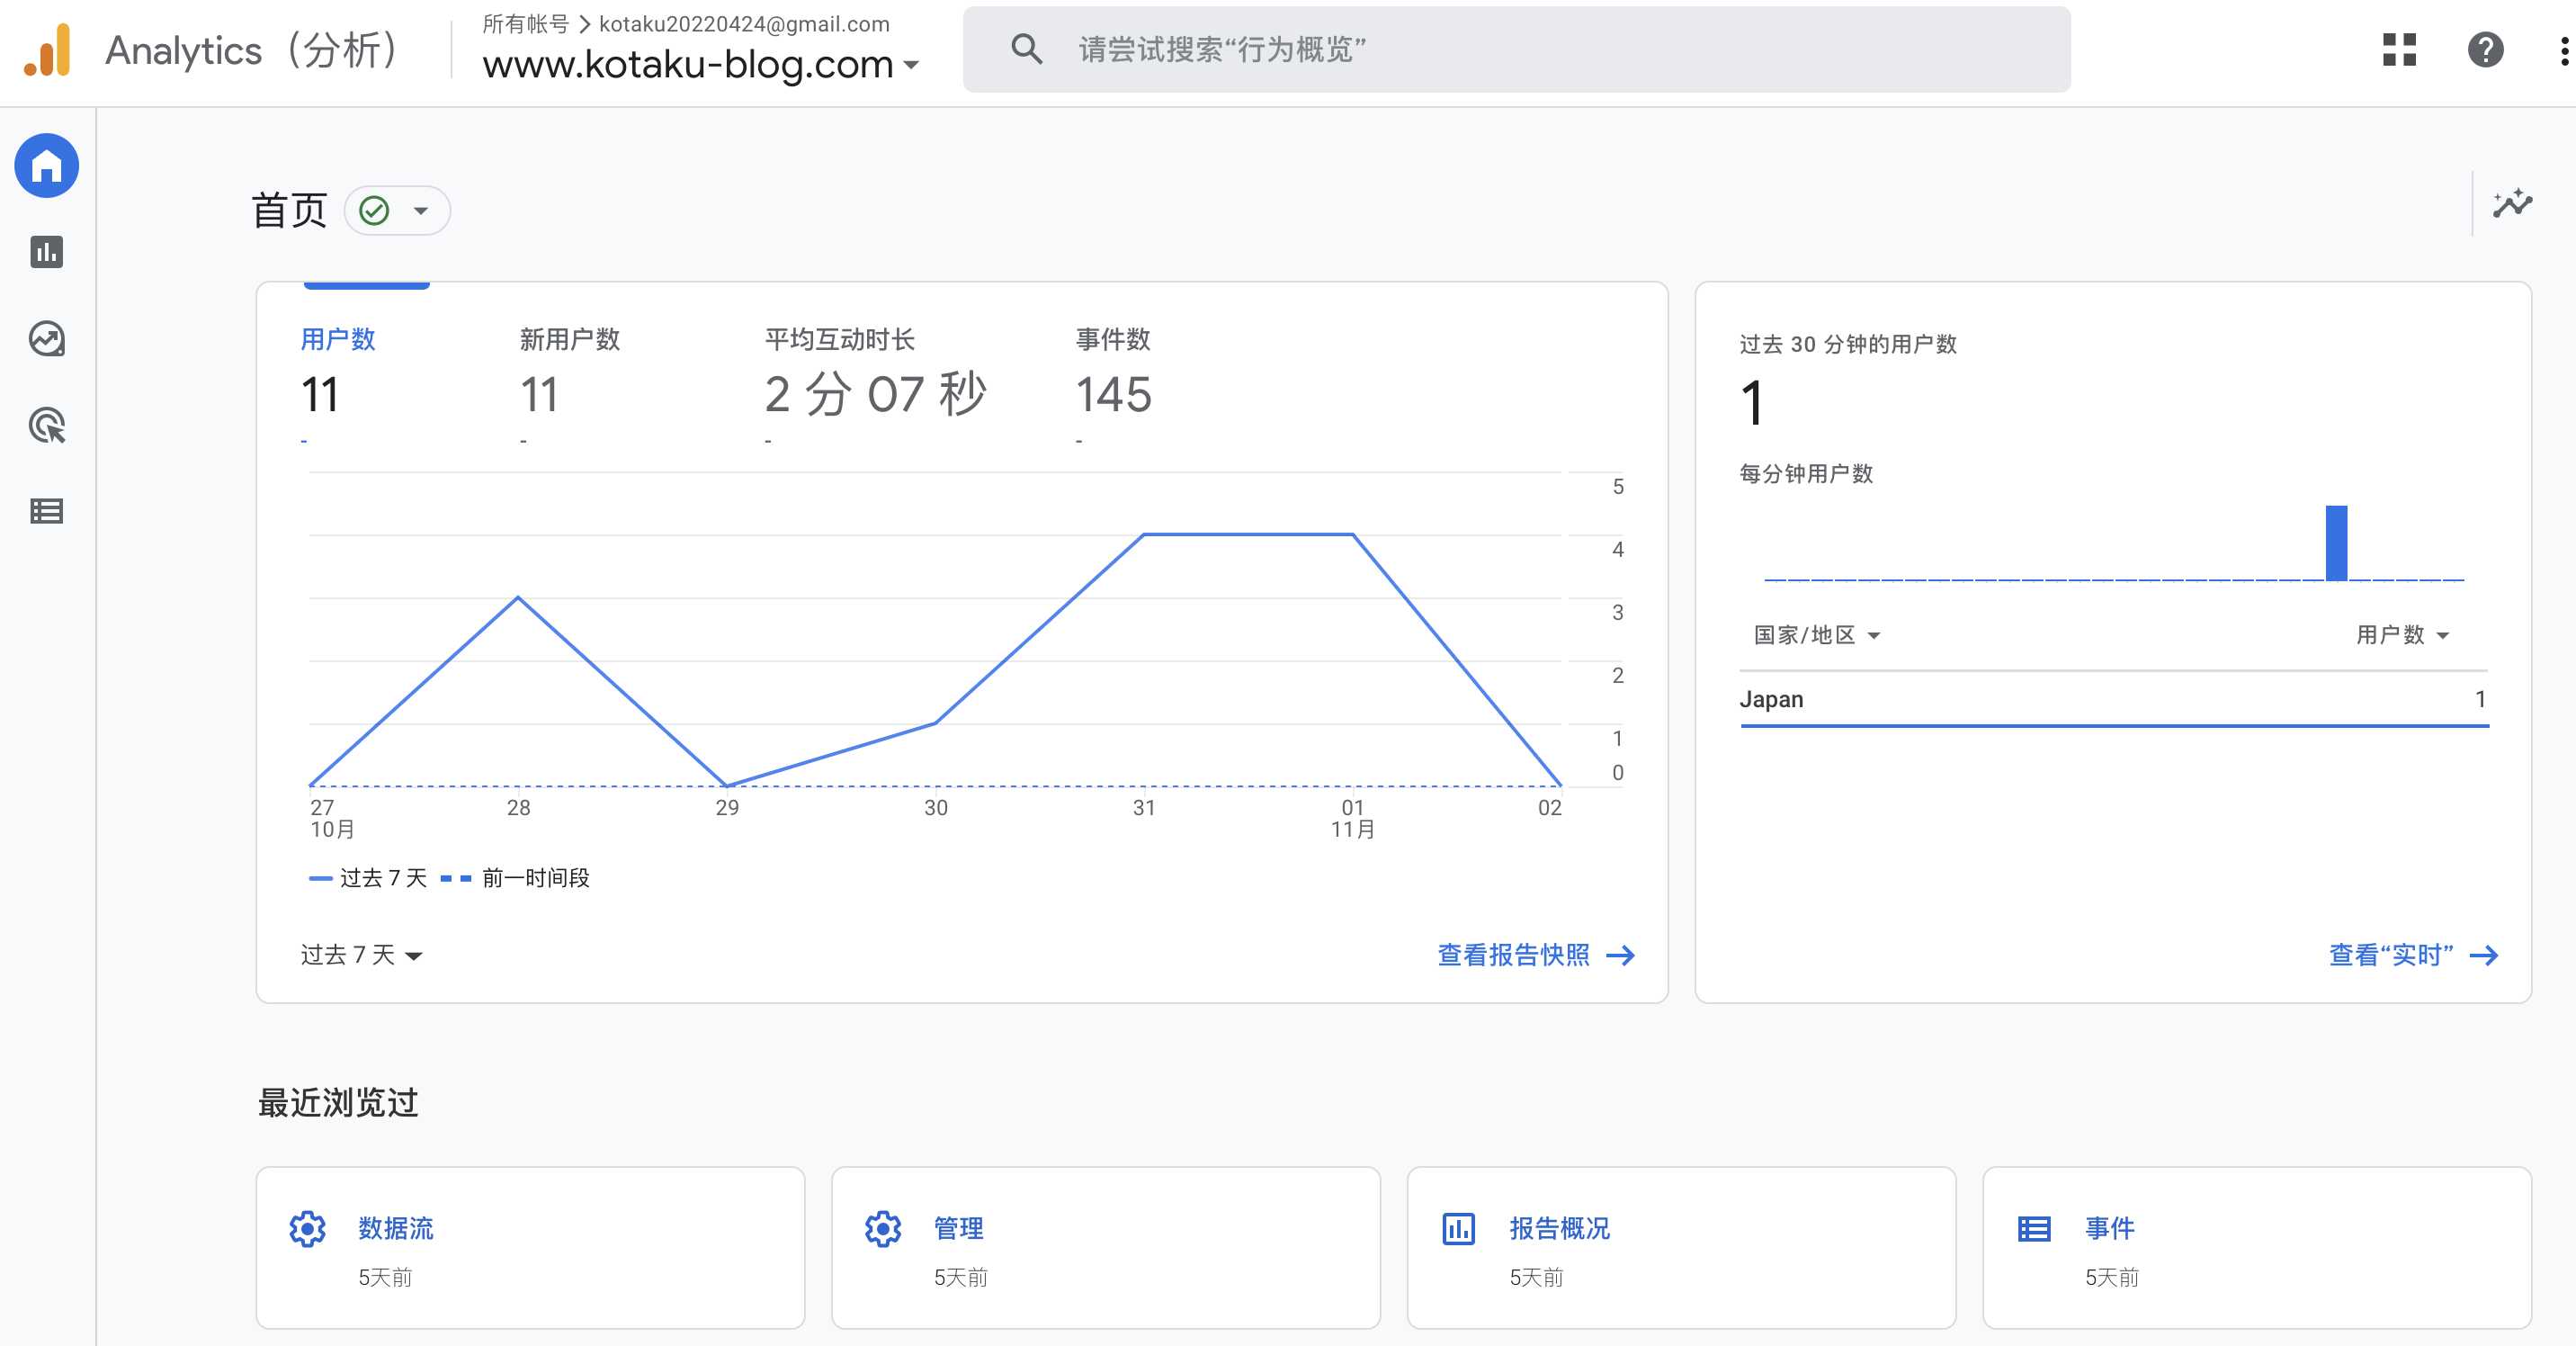 Analytics（分析）
所有帐号 > kotaku20220424@gmail.com
www.kotaku-blog.com
请尝试搜索“行为概览”
首页
用户数
11
-
新用户数
11
-
平均互动时长
2 分 07 秒
-
事件数
145
-
5
4
3
2
1
0
27
10月
28
29
30
31
01
11月
02
过去 7 天
前一时间段
过去 7 天
查看报告快照
过去 30 分钟的用户数
1
每分钟用户数
国家/地区
用户数
Japan
1
查看“实时”
最近浏览过
数据流
5天前
管理
5天前
报告概况
5天前
事件
5天前